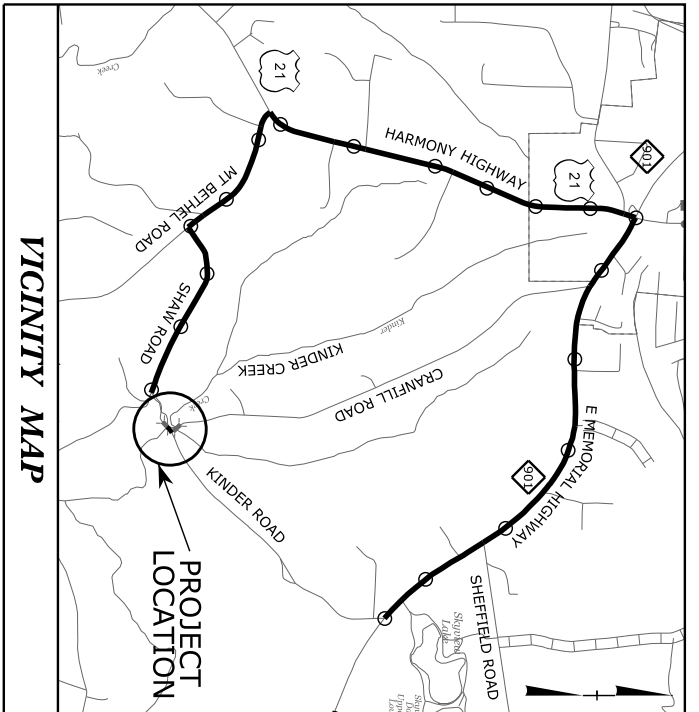 Creek
21
901
HARMONY HIGHWAY
21
MT BETHEL ROAD
SHAW ROAD
Kinder
KINDER CREEK
CRANFILL ROAD
Creek
E MEMORIAL HIGHWAY
901
KINDER ROAD
SHEFFIELD ROAD
PROJECT
LOCATION
Skyview
Lake
VICINITY MAP